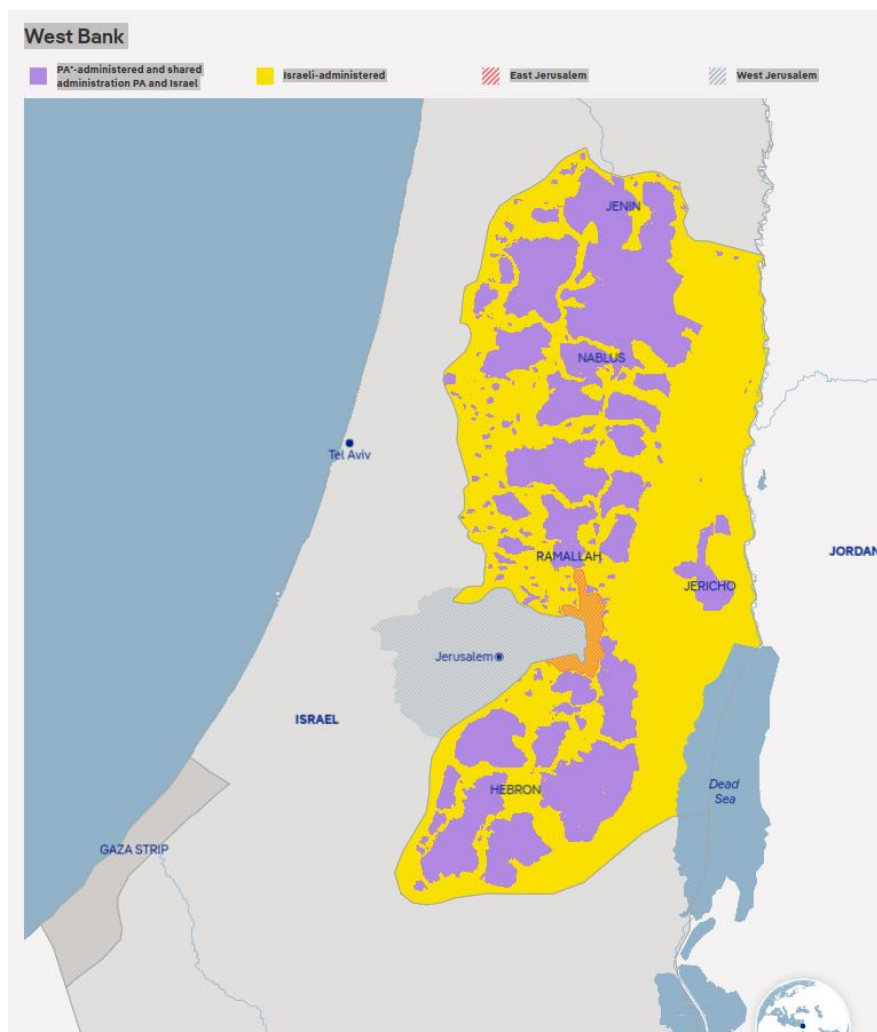 West Bank
PA*-administered and shared
administration PA and Israel
Israeli-administered
East Jerusalem
West Jerusalem
JENIN
NABLUS
Tel Aviv
RAMALLAH
JORDAN
JERICHO
Jerusalem
ISRAEL
Dead
Sea
HEBRON
GAZA STRIP